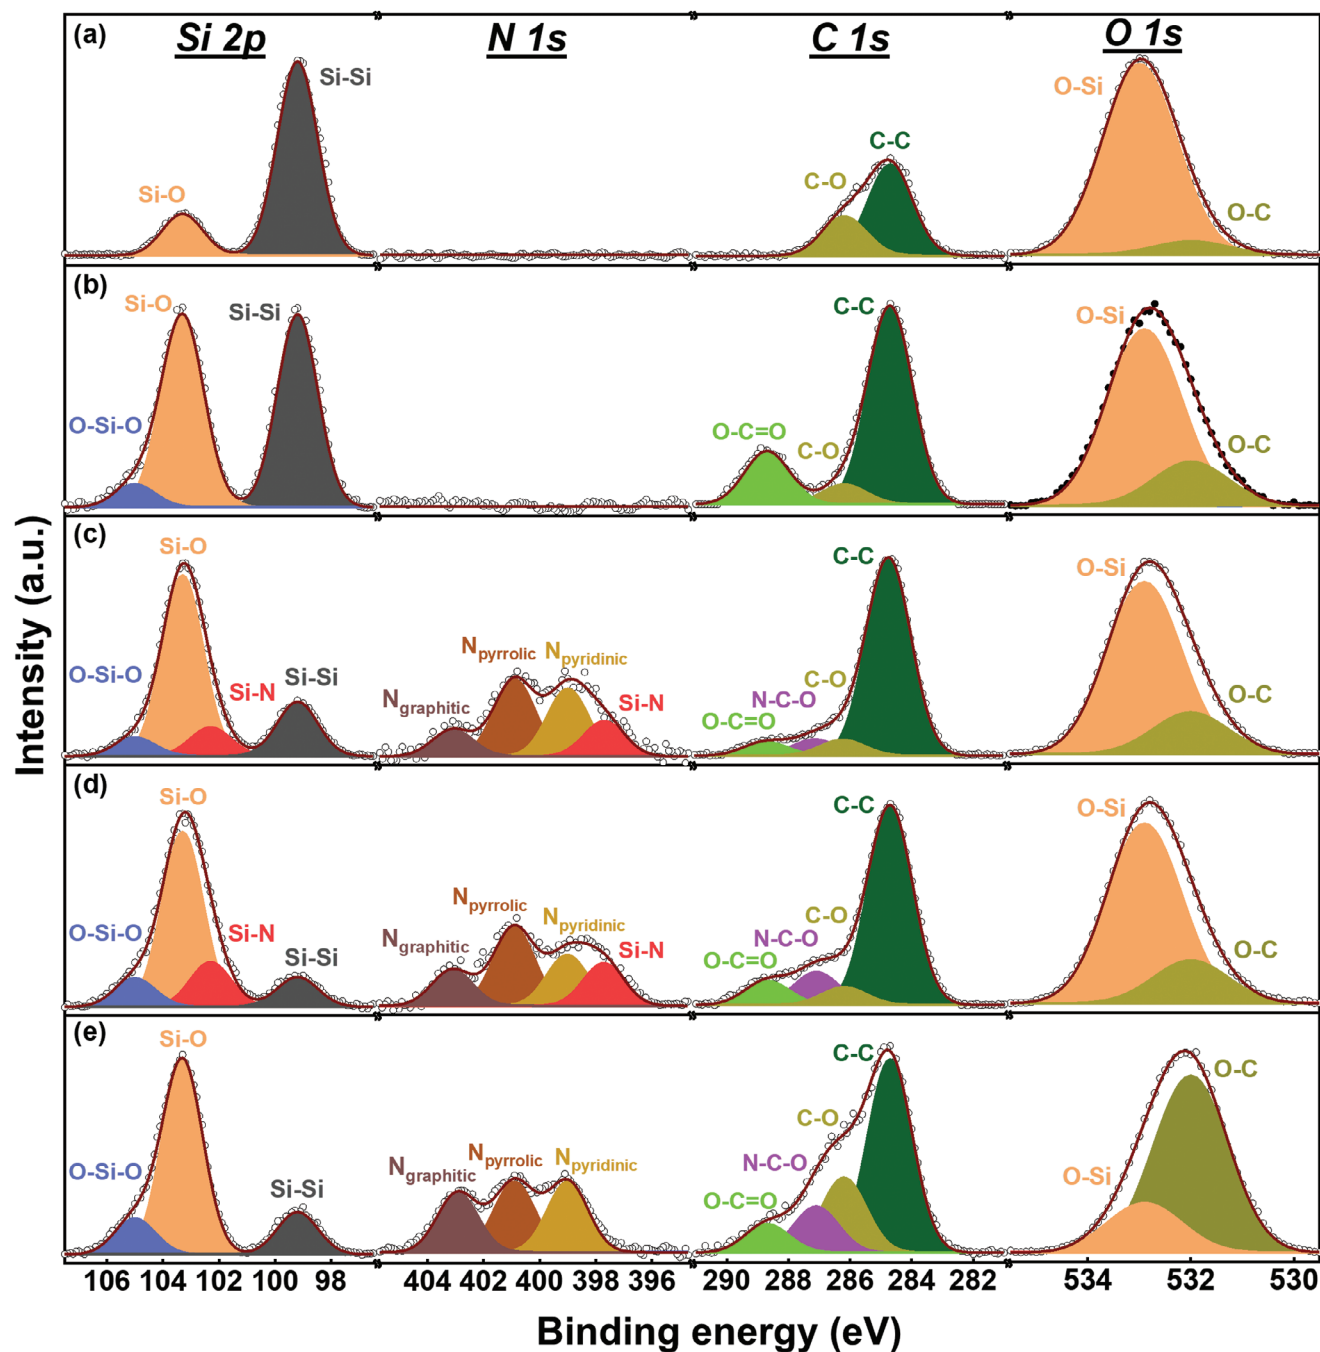 (a) Si 2p N 1s C 1s O 1s
Si-Si
O-Si
C-C
C-O
Si-O
O-C
(b)
Si-O
Si-Si
C-C
O-Si
O-Si-O
O-C=O
C-O
O-C
(c)
Si-O
C-C
O-Si
Npyrrolic
Npyridinic
O-Si-O
Si-N
Si-Si
Ngraphitic
Si-N
C-O
N-C-O
O-C=O
O-C
(d)
Si-O
C-C
O-Si
Npyrrolic
Npyridinic
O-Si-O
Si-N
Si-Si
Ngraphitic
Si-N
C-O
N-C-O
O-C=O
O-C
(e)
Si-O
C-C
O-C
C-O
O-Si-O
Si-Si
Ngraphitic
Npyrrolic
Npyridinic
N-C-O
O-C=O
O-Si
106 104 102 100 98 404 402 400 398 396 290 288 286 284 282 534 532 530
Binding energy (eV)
Intensity (a.u.)